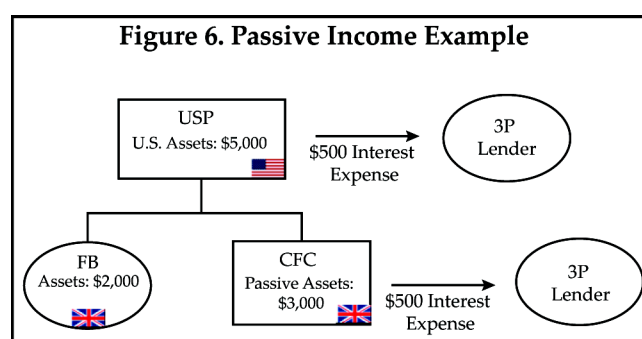 Figure 6. Passive Income Example
USP
U.S. Assets: $5,000
$500 Interest
Expense
3P
Lender
FB
Assets: $2,000
CFC
Passive Assets:
$3,000
$500 Interest
Expense
3P
Lender